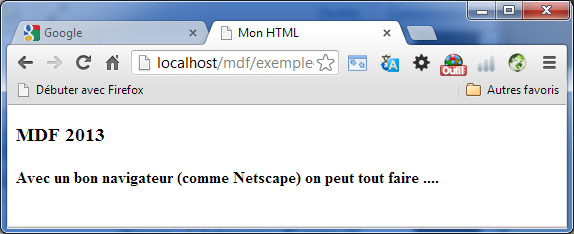 Google
Mon HTML
localhost/mdf/exemple
OUTIF
Débuter avec Firefox
Autres favoris
MDF 2013
Avec un bon navigateur (comme Netscape) on peut tout faire ....